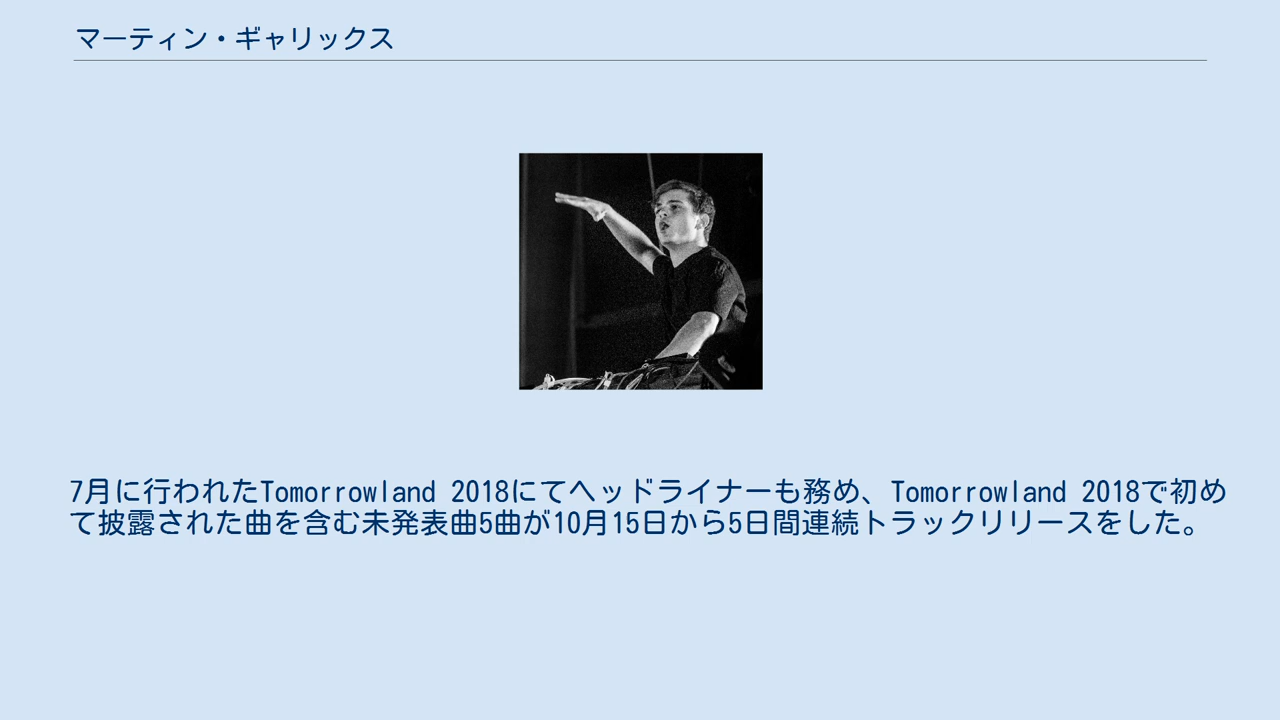 マーティン・ギャリックス
7月に行われたTomorrowland 2018にてヘッドライナーも務め、Tomorrowland 2018で初め
て披露された曲を含む未発表曲5曲が10月15日から5日間連続トラックリリースをした。